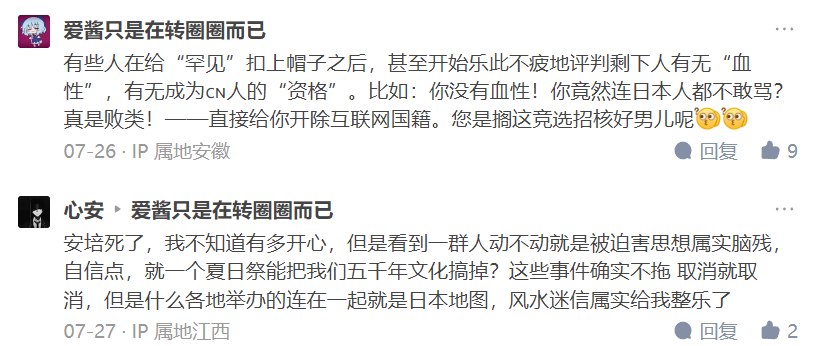 爱酱只是在转圈圈而已
有些人在给“罕见”扣上帽子之后，甚至开始乐此不疲地评判剩下人有无“血
性”，有无成为CN人的“资格”。比如：你没有血性！你竟然连日本人都不敢骂？
真是败类！——直接给你开除互联网国籍。您是搁这竞选招核好男儿呢
07-26 · IP 属地安徽 回复 9
心安 ▸ 爱酱只是在转圈圈而已
安培死了，我不知道有多开心，但是看到一群人动不动就是被迫害思想属实脑残，
自信点，就一个夏日祭能把我们五千年文化搞掉？这些事件确实不拖 取消就取
消，但是什么各地举办的连在一起就是日本地图，风水迷信属实给我整乐了
07-27 · IP 属地江西 回复 2